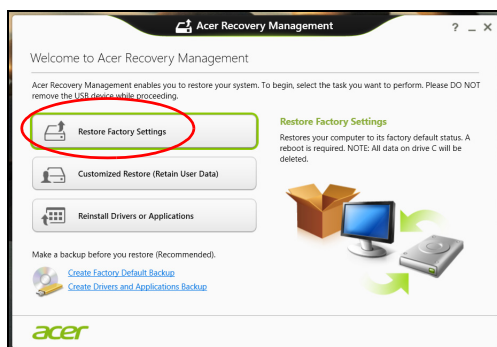 Acer Recovery Management
? _ X
Welcome to Acer Recovery Management
Acer Recovery Management enables you to restore your system. To begin, select the task you want to perform. Please DO NOT
remove the USB device while proceeding.
Restore Factory Settings
Customized Restore (Retain User Data)
Reinstall Drivers or Applications
Restore Factory Settings
Restores your computer to its factory default status. A
reboot is required. NOTE: All data on drive C will be
deleted.
Make a backup before you restore (Recommended).
Create Factory Default Backup
Create Drivers and Applications Backup
acer